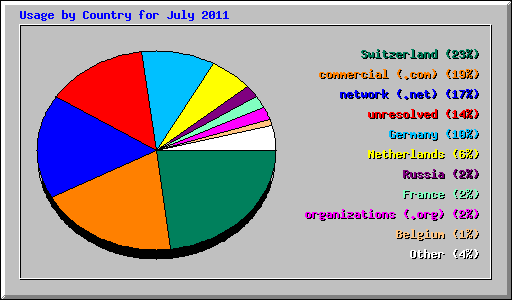 Usage by Country for July 2011
Switzerland (23%)
commercial (.com) (19%)
network (.net) (17%)
unresolved (14%)
Germany (10%)
Netherlands (6%)
Russia (2%)
France (2%)
organizations (.org) (2%)
Belgium (1%)
Other (4%)